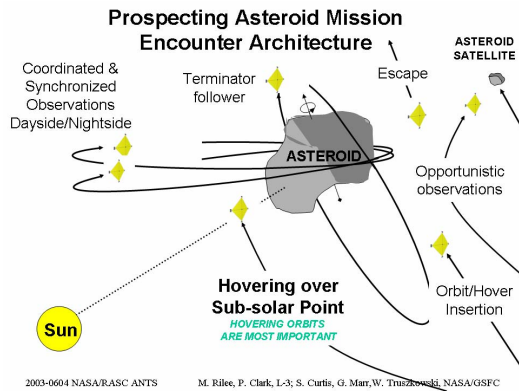 Prospecting Asteroid Mission
Encounter Architecture
Coordinated &
Synchronized
Observations
Dayside/Nightside
Terminator
follower
Escape
ASTEROID
SATELLITE
ASTEROID
Opportunistic
observations
Hovering over
Sub-solar Point
HOVERING ORBITS
ARE MOST IMPORTANT
Orbit/Hover
Insertion
Sun
2003-0604 NASA/RASC ANTS
M. Rilee, P. Clark, L-3; S. Curtis, G. Marr,W. Truszkowski, NASA/GSFC